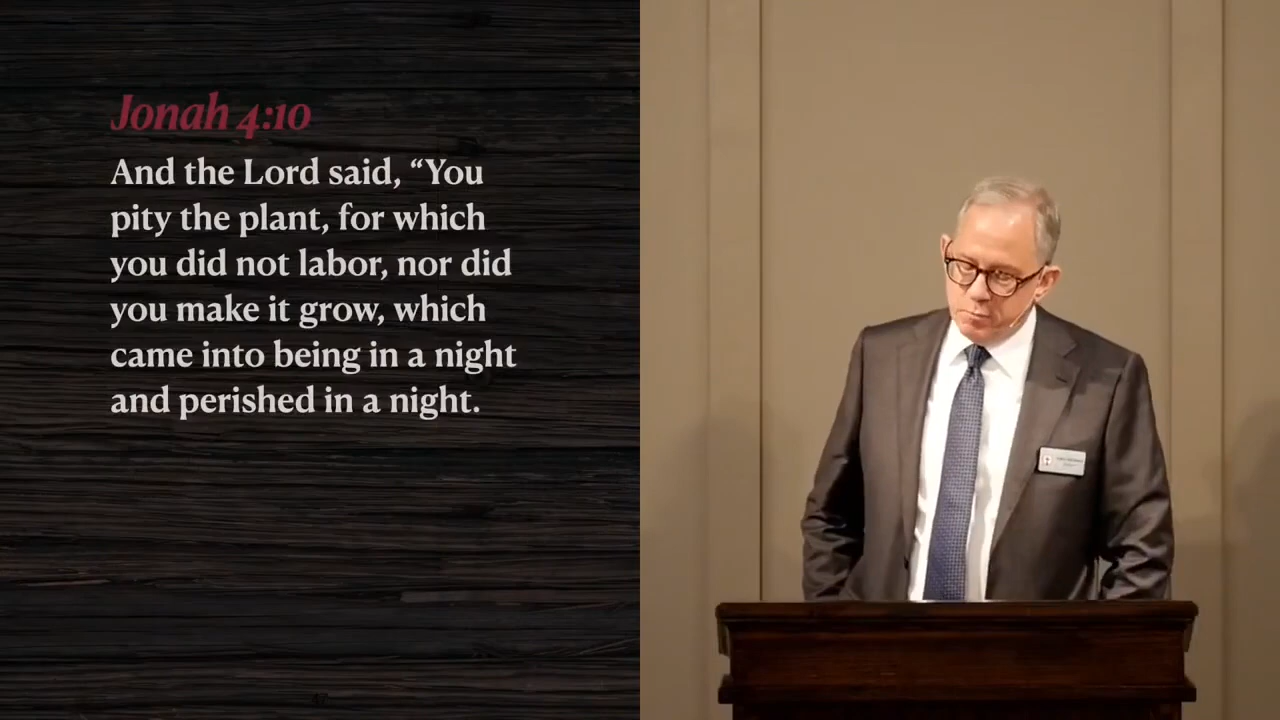 Jonah 4:10
And the Lord said, “You
pity the plant, for which
you did not labor, nor did
you make it grow, which
came into being in a night
and perished in a night.